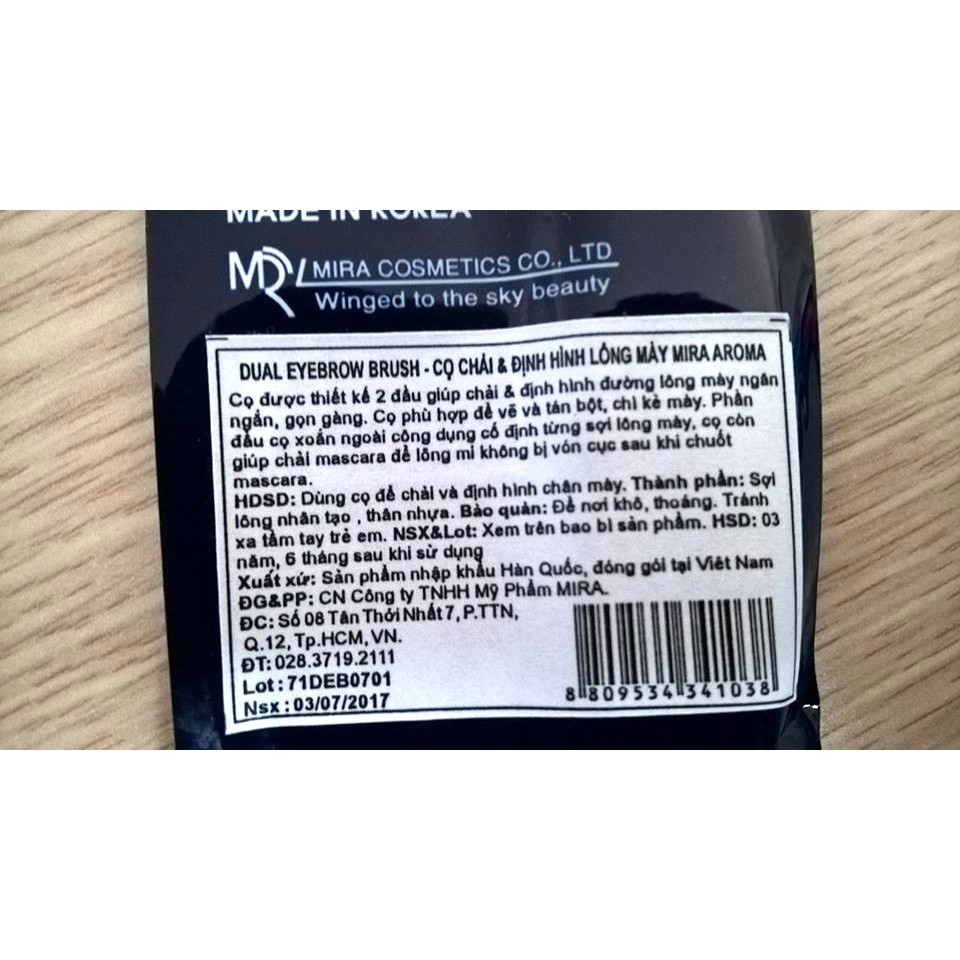 MADE IN KOREA
MR MIRA COSMETICS CO., LTD
Winged to the sky beauty
DUAL EYEBROW BRUSH - CỌ CHẢI & ĐỊNH HÌNH LÔNG MÀY MIRA AROMA
Cọ được thiết kế 2 đầu giúp chải & định hình đường lông mày ngăn
ngắn, gọn gàng. Cọ phù hợp để vẽ và tán bột, chì kẻ mày. Phần
đầu cọ xoắn ngoài công dụng cố định từng sợi lông mày, cọ còn
giúp chải mascara để lông mi không bị vón cục sau khi chuốt
mascara.
HDSD: Dùng cọ để chải và định hình chân mày. Thành phần: Sợi
lông nhân tạo , thân nhựa. Bảo quản: Để nơi khô, thoáng. Tránh
xa tầm tay trẻ em. NSX&Lot: Xem trên bao bì sản phẩm. HSD: 03
năm, 6 tháng sau khi sử dụng
Xuất xứ: Sản phẩm nhập khẩu Hàn Quốc, đóng gói tại Việt Nam
ĐG&PP: CN Công ty TNHH Mỹ Phẩm MIRA.
ĐC: Số 08 Tân Thới Nhất 7, P.TTN,
Q.12, Tp.HCM, VN.
ĐT: 028.3719.2111
Lot : 71DEB0701
Nsx : 03/07/2017
8 809534 341038